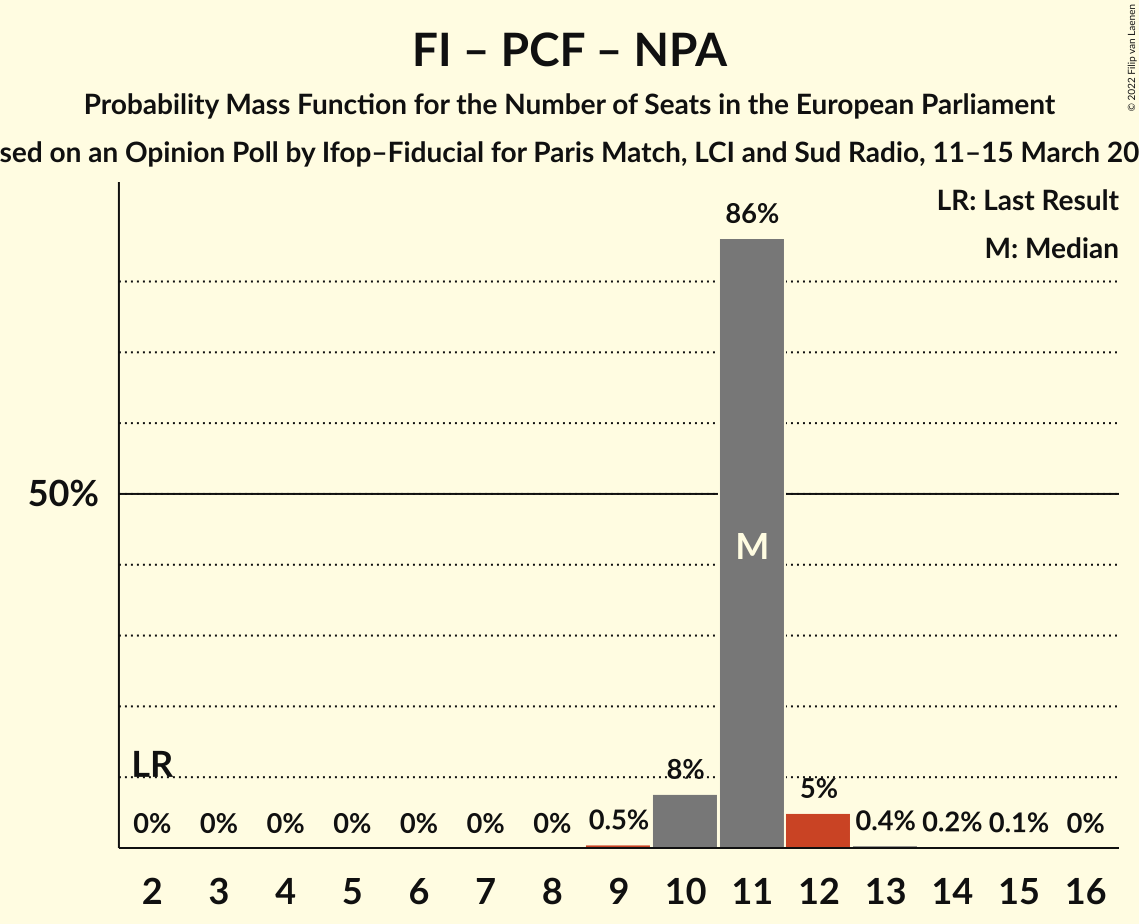 FI – PCF – NPA
Probability Mass Function for the Number of Seats in the European Parliament
on an Opinion Poll by Ifop–Fiducial for Paris Match, LCI and Sud Radio, 11–15 March
© 2022 Filip van Laenen
LR: Last Result
M: Median
86%
50%
M
LR
0% 0% 0% 0% 0% 0% 0% 0.5% 8% 5% 0.4% 0.2% 0.1% 0%
2 3 4 5 6 7 8 9 10 11 12 13 14 15 16